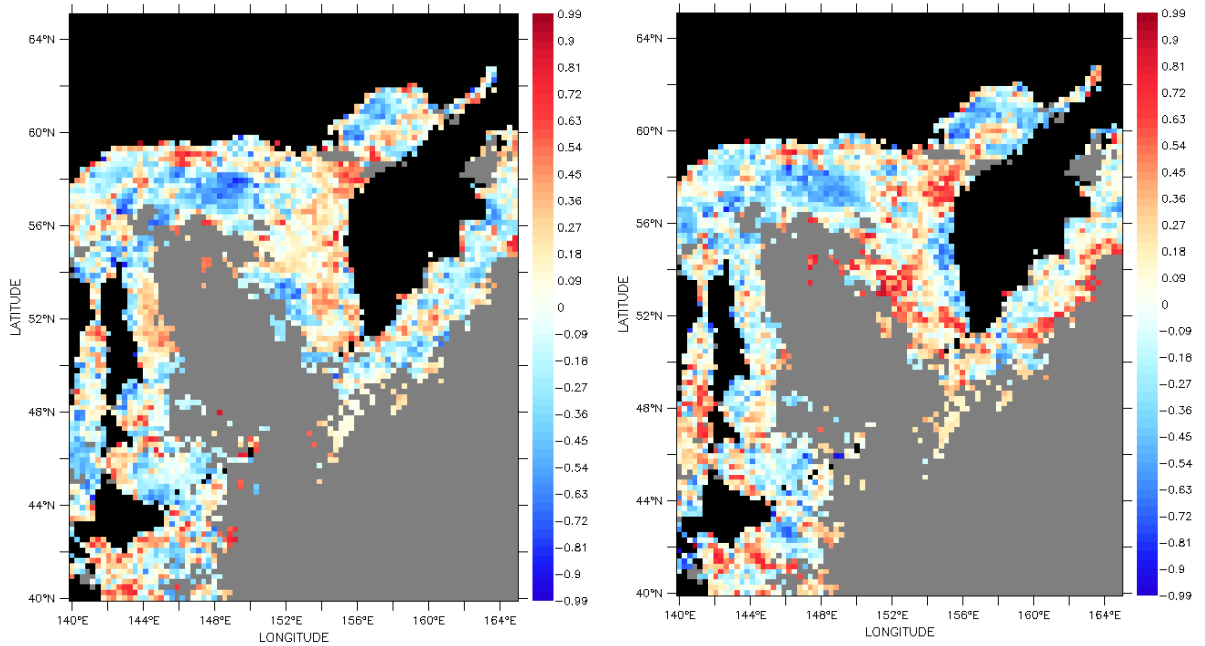 64°N
60°N
56°N
52°N
48°N
44°N
40°N
LATITUDE
140°E 144°E 148°E 152°E 156°E 160°E 164°E
LONGITUDE
0.99
0.9
0.81
0.72
0.63
0.54
0.45
0.36
0.27
0.18
0.09
0
-0.09
-0.18
-0.27
-0.36
-0.45
-0.54
-0.63
-0.72
-0.81
-0.9
-0.99
64°N
60°N
56°N
52°N
48°N
44°N
40°N
LATITUDE
140°E 144°E 148°E 152°E 156°E 160°E 164°E
LONGITUDE
0.99
0.9
0.81
0.72
0.63
0.54
0.45
0.36
0.27
0.18
0.09
0
-0.09
-0.18
-0.27
-0.36
-0.45
-0.54
-0.63
-0.72
-0.81
-0.9
-0.99